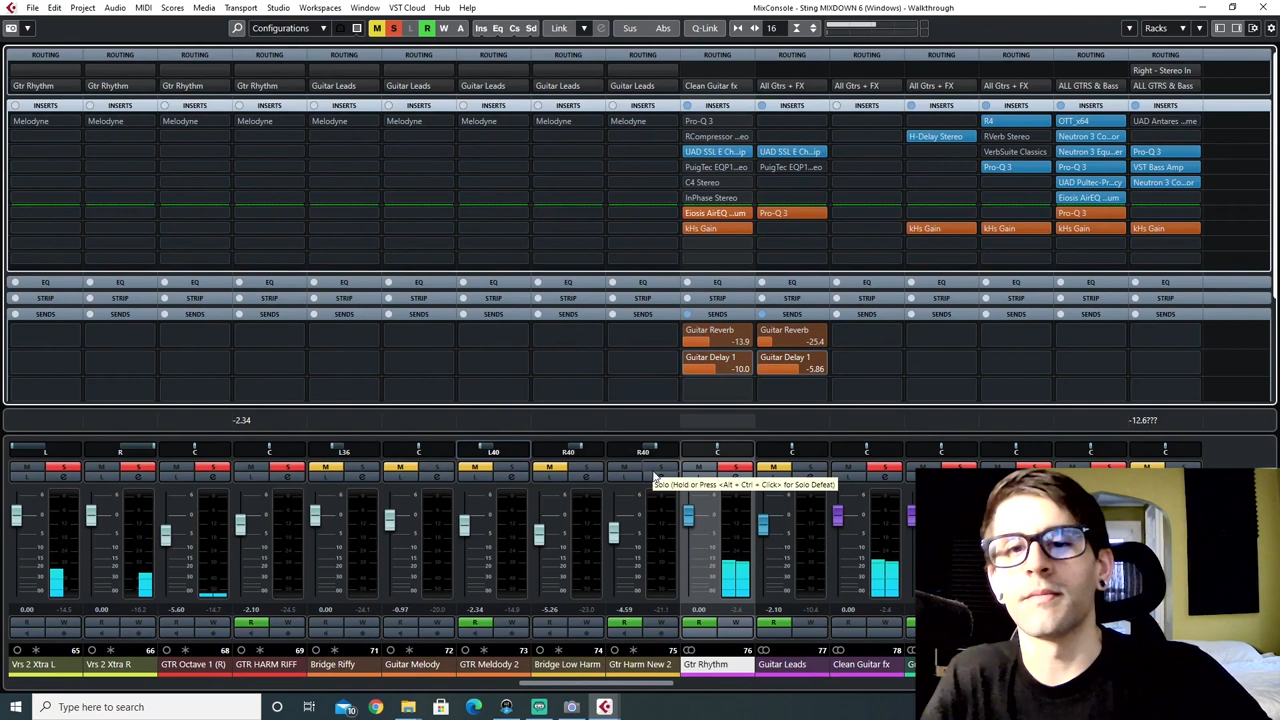 File Edit Project Audio MIDI Scores Media Transport Studio Workspaces Window VST Cloud Hub Help
MixConsole - Sting MIXDOWN 6 (Windows) - Walkthrough
Configurations M S L R W A Ins Eq Cs Sd Link Sus Abs Q-Link 16 Racks
ROUTING ROUTING ROUTING ROUTING ROUTING ROUTING ROUTING ROUTING ROUTING ROUTING ROUTING ROUTING ROUTING ROUTING ROUTING ROUTING
Right - Stereo In
Gtr Rhythm Gtr Rhythm Gtr Rhythm Gtr Rhythm Guitar Leads Guitar Leads Guitar Leads Guitar Leads Guitar Leads Clean Guitar fx All Gtrs + FX All Gtrs + FX All Gtrs + FX All Gtrs + FX ALL GTRS & Bass ALL GTRS & Bass
INSERTS INSERTS INSERTS INSERTS INSERTS INSERTS INSERTS INSERTS INSERTS INSERTS INSERTS INSERTS INSERTS INSERTS INSERTS INSERTS
Melodyne Melodyne Melodyne Melodyne Melodyne Melodyne Melodyne Melodyne Melodyne Pro-Q 3 R4 OTT_x64 UAD Antares ...me
RCompressor ...eo H-Delay Stereo RVerb Stereo Neutron 3 Co...or
UAD SSL E Ch...ip UAD SSL E Ch...ip VerbSuite Classics Neutron 3 Equ...er Pro-Q 3
PuigTec EQP1...eo PuigTec EQP1...eo Pro-Q 3 Pro-Q 3 VST Bass Amp
C4 Stereo UAD Pultec-Pr...cy Neutron 3 Co...or
InPhase Stereo Eiosis AirEQ ...um
Eiosis AirEQ ...um Pro-Q 3 Pro-Q 3
kHs Gain kHs Gain kHs Gain kHs Gain kHs Gain
EQ EQ EQ EQ EQ EQ EQ EQ EQ EQ EQ EQ EQ EQ EQ EQ
STRIP STRIP STRIP STRIP STRIP STRIP STRIP STRIP STRIP STRIP STRIP STRIP STRIP STRIP STRIP STRIP
SENDS SENDS SENDS SENDS SENDS SENDS SENDS SENDS SENDS SENDS SENDS SENDS SENDS SENDS SENDS SENDS
Guitar Reverb Guitar Reverb
-13.9 -25.4
Guitar Delay 1 Guitar Delay 1
-10.0 -5.86
-2.34 -12.6???
L R C C L36 C L40 R40 R40 C C C C C C C
Solo (Hold or Press <Alt + Ctrl + Click> for Solo Defeat)
0.00 -14.5 0.00 -16.2 -5.60 -14.7 -2.10 -24.5 0.00 -24.1 -0.97 -20.0 -2.34 -14.9 -5.26 -23.0 -4.59 -21.1 0.00 -2.4 -2.10 -10.4 0.00 -2.4
65 66 68 69 71 72 73 74 75 76 77 78
Vrs 2 Xtra L Vrs 2 Xtra R GTR Octave 1 (R) GTR HARM RIFF Bridge Riffy Guitar Melody GTR Meldody 2 Bridge Low Harm Gtr Harm New 2 Gtr Rhythm Guitar Leads Clean Guitar fx
Type here to search
10